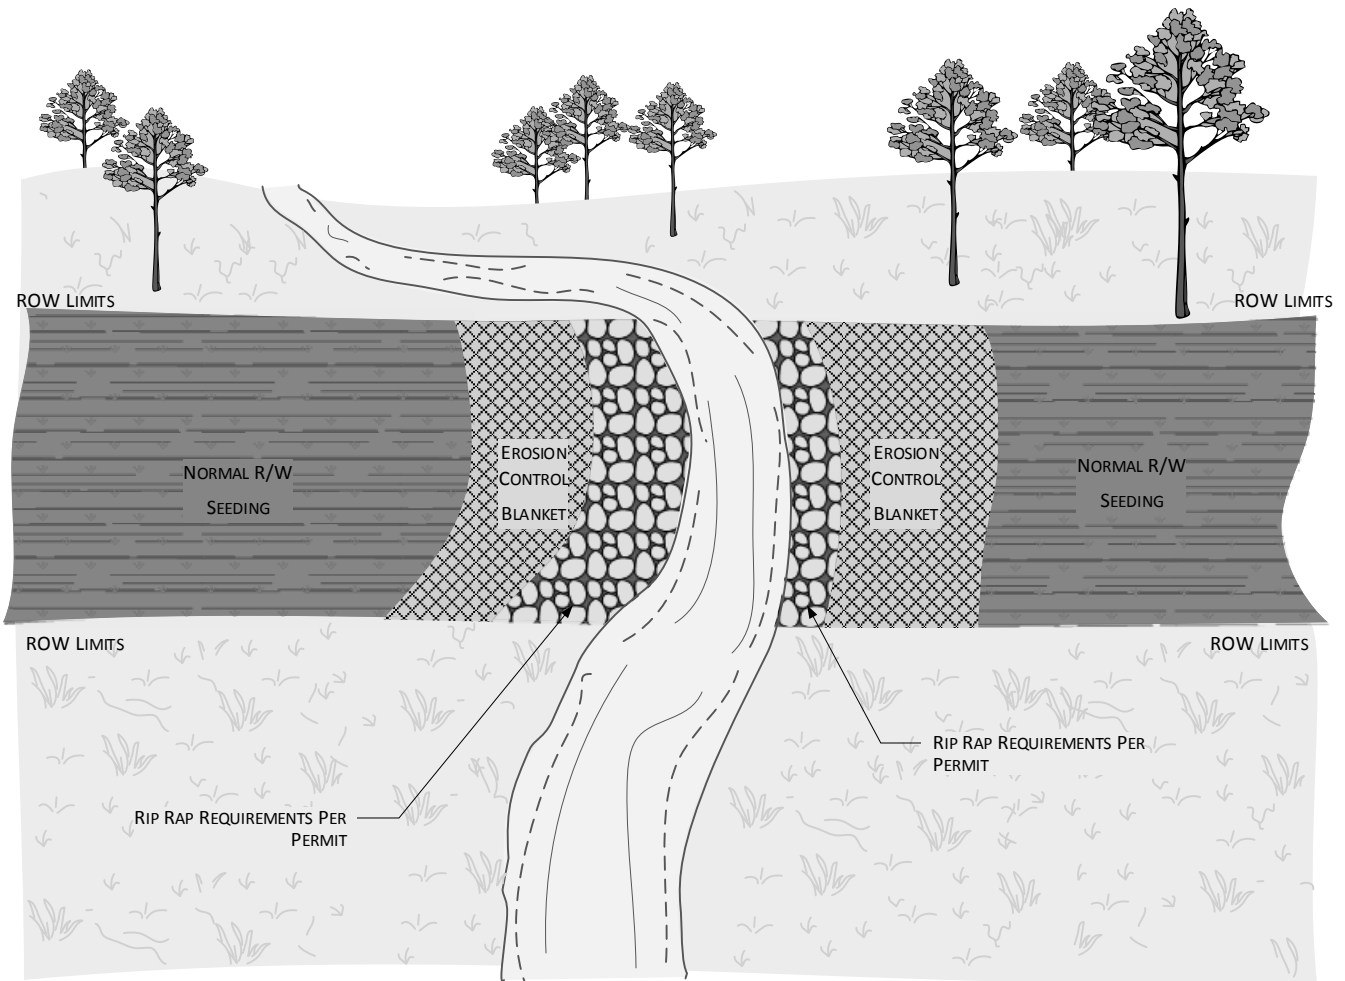 ROW LIMITS
ROW LIMITS
NORMAL R/W
SEEDING
EROSION
CONTROL
BLANKET
EROSION
CONTROL
BLANKET
NORMAL R/W
SEEDING
ROW LIMITS
ROW LIMITS
RIP RAP REQUIREMENTS PER
PERMIT
RIP RAP REQUIREMENTS PER
PERMIT